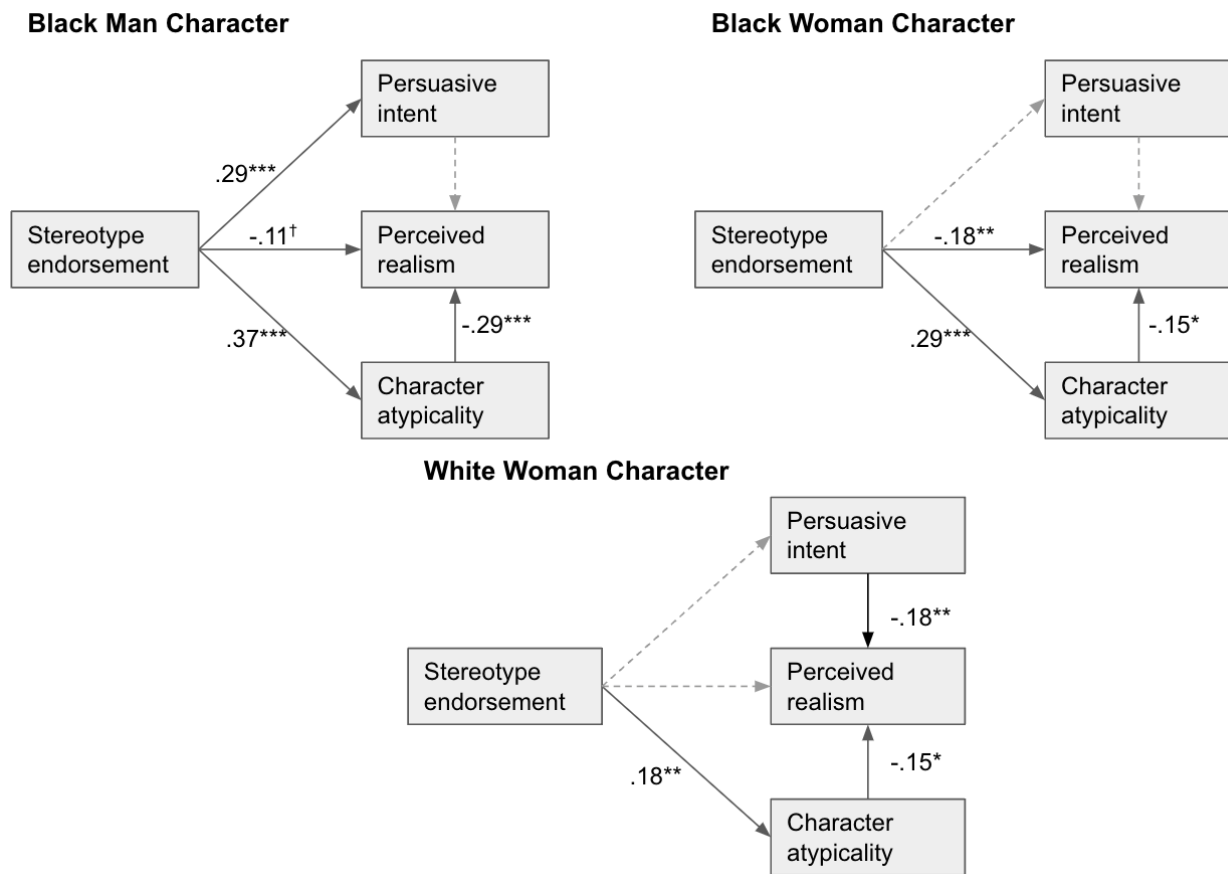 Black Man Character
Persuasive
intent
.29***
Stereotype
endorsement
-.11†
Perceived
realism
.37***
-.29***
Character
atypicality
Black Woman Character
Persuasive
intent
Stereotype
endorsement
-.18**
Perceived
realism
.29***
-.15*
Character
atypicality
White Woman Character
Persuasive
intent
-.18**
Stereotype
endorsement
Perceived
realism
.18**
-.15*
Character
atypicality